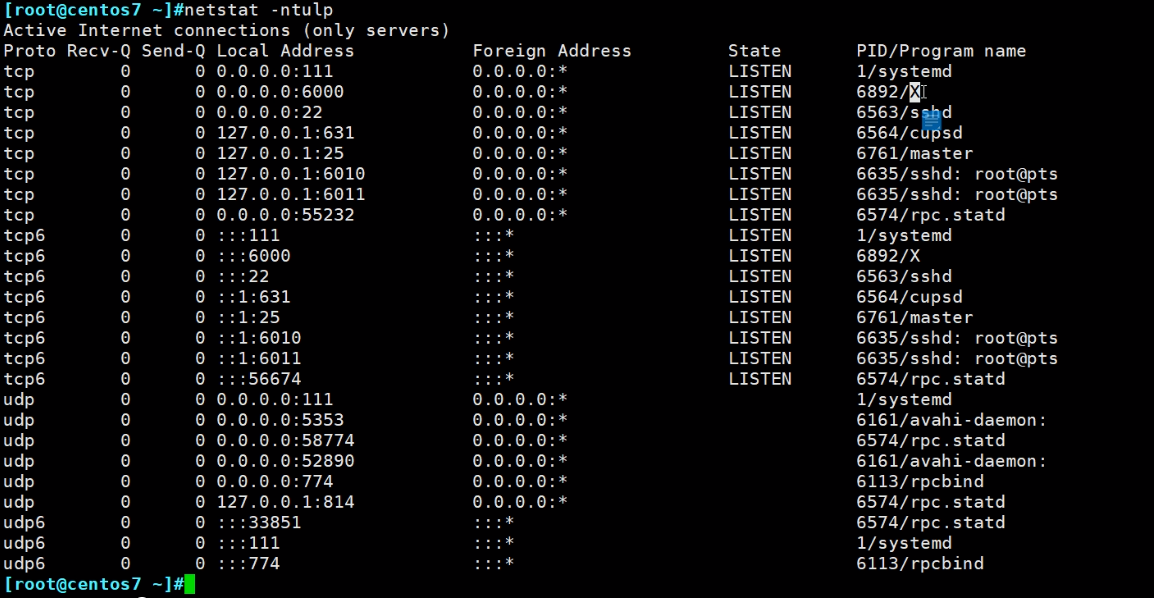 [root@centos7 ~]#netstat -ntulp
Active Internet connections (only servers)
Proto Recv-Q Send-Q Local Address           Foreign Address         State       PID/Program name
tcp        0      0 0.0.0.0:111             0.0.0.0:*               LISTEN      1/systemd
tcp        0      0 0.0.0.0:6000            0.0.0.0:*               LISTEN      6892/X
tcp        0      0 0.0.0.0:22              0.0.0.0:*               LISTEN      6563/sshd
tcp        0      0 127.0.0.1:631           0.0.0.0:*               LISTEN      6564/cupsd
tcp        0      0 127.0.0.1:25            0.0.0.0:*               LISTEN      6761/master
tcp        0      0 127.0.0.1:6010          0.0.0.0:*               LISTEN      6635/sshd: root@pts
tcp        0      0 127.0.0.1:6011          0.0.0.0:*               LISTEN      6635/sshd: root@pts
tcp        0      0 0.0.0.0:55232           0.0.0.0:*               LISTEN      6574/rpc.statd
tcp6       0      0 :::111                  :::*                    LISTEN      1/systemd
tcp6       0      0 :::6000                 :::*                    LISTEN      6892/X
tcp6       0      0 :::22                   :::*                    LISTEN      6563/sshd
tcp6       0      0 ::1:631                 :::*                    LISTEN      6564/cupsd
tcp6       0      0 ::1:25                  :::*                    LISTEN      6761/master
tcp6       0      0 ::1:6010                :::*                    LISTEN      6635/sshd: root@pts
tcp6       0      0 ::1:6011                :::*                    LISTEN      6635/sshd: root@pts
tcp6       0      0 :::56674                :::*                    LISTEN      6574/rpc.statd
udp        0      0 0.0.0.0:111             0.0.0.0:*                           1/systemd
udp        0      0 0.0.0.0:5353            0.0.0.0:*                           6161/avahi-daemon:
udp        0      0 0.0.0.0:58774           0.0.0.0:*                           6574/rpc.statd
udp        0      0 0.0.0.0:52890           0.0.0.0:*                           6161/avahi-daemon:
udp        0      0 0.0.0.0:774             0.0.0.0:*                           6113/rpcbind
udp        0      0 127.0.0.1:814           0.0.0.0:*                           6574/rpc.statd
udp6       0      0 :::33851                :::*                                6574/rpc.statd
udp6       0      0 :::111                  :::*                                1/systemd
udp6       0      0 :::774                  :::*                                6113/rpcbind
[root@centos7 ~]#